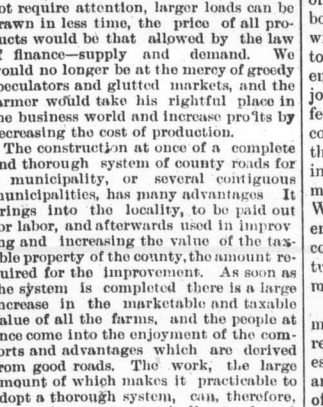 ot require attention, larger loads can be
rawn in less time, the price of all pro-
ucts would be that allowed by the law
f finance—supply and demand. We
ould no longer be at the mercy of greedy
peculators and glutted markets, and the
armer would take his rightful place in
he business world and increase profits by
ecreasing the cost of production.
The construction at once of a complete
nd thorough system of county roads for
municipality, or several contiguous
unicipalities, has many advantages It
rings into the locality, to be paid out
or labor, and afterwards used in improv
ng and increasing the value of the tax-
ble property of the county, the amount re-
uired for the improvement. As soon as
he system is completed there is a large
ncrease in the marketable and taxable
alue of all the farms, and the people at
nce come into the enjoyment of the com-
orts and advantages which are derived
rom good roads. The work, the large
mount of which makes it practicable to
dopt a thorough system, can, therefore,